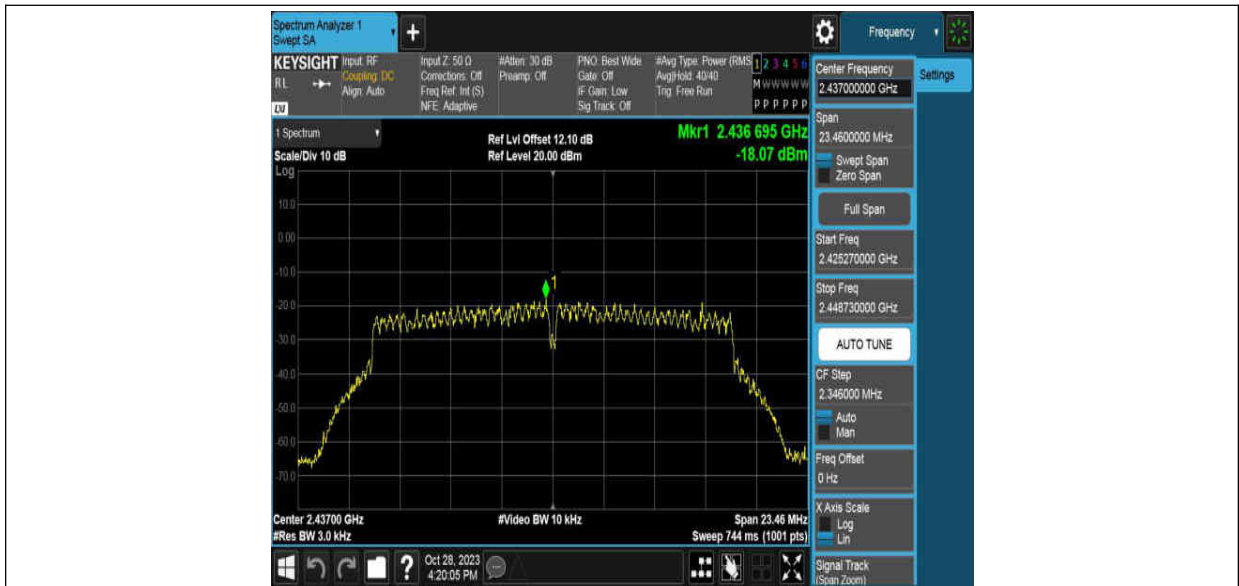 Spectrum Analyzer 1
Swept SA
+
Frequency
KEYSIGHT
RL
LXI
Input: RF
Coupling: DC
Align: Auto
Input Z: 50 Ω
Corrections: Off
Freq Ref: Int (S)
NFE: Adaptive
#Atten: 30 dB
Preamp: Off
PNO: Best Wide
Gate: Off
IF Gain: Low
Sig Track: Off
#Avg Type: Power (RMS
Avg|Hold: 40/40
Trig: Free Run
1 2 3 4 5 6
M W W W W W
P P P P P P
1 Spectrum
Scale/Div 10 dB
Ref Lvl Offset 12.10 dB
Ref Level 20.00 dBm
Mkr1 2.436 695 GHz
-18.07 dBm
Log
10.0
0.00
-10.0
-20.0
-30.0
-40.0
-50.0
-60.0
-70.0
1
Center 2.43700 GHz
#Res BW 3.0 kHz
#Video BW 10 kHz
Span 23.46 MHz
Sweep 744 ms (1001 pts)
Center Frequency
2.437000000 GHz
Settings
Span
23.4600000 MHz
Swept Span
Zero Span
Full Span
Start Freq
2.425270000 GHz
Stop Freq
2.448730000 GHz
AUTO TUNE
CF Step
2.346000 MHz
Auto
Man
Freq Offset
0 Hz
X Axis Scale
Log
Lin
Signal Track
(Span Zoom)
?
Oct 28, 2023
4:20:05 PM